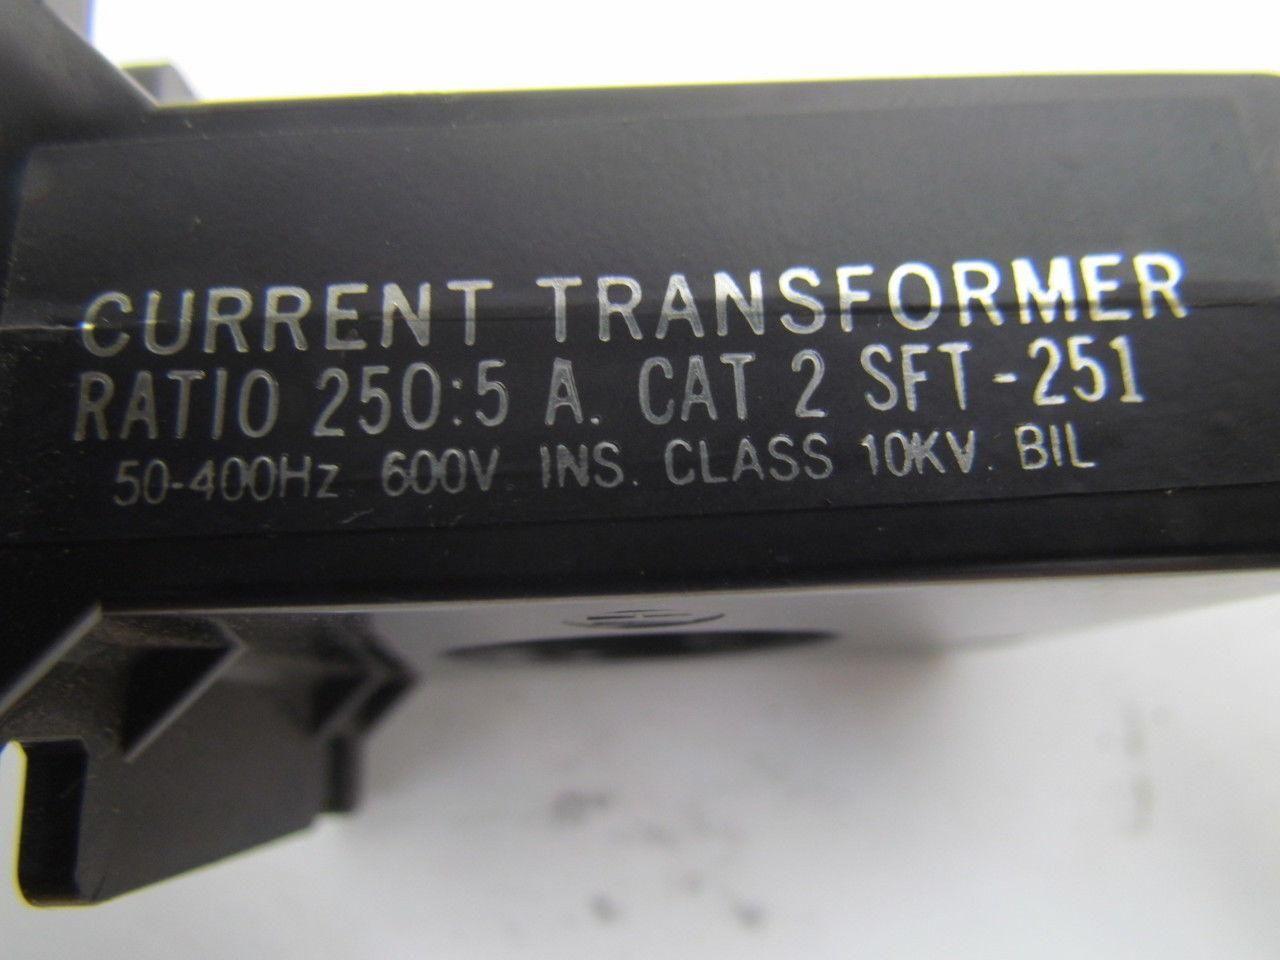 CURRENT TRANSFORMER
RATIO 250:5 A. CAT 2 SFT-251
50-400Hz 600V. INS. CLASS 10KV. BIL